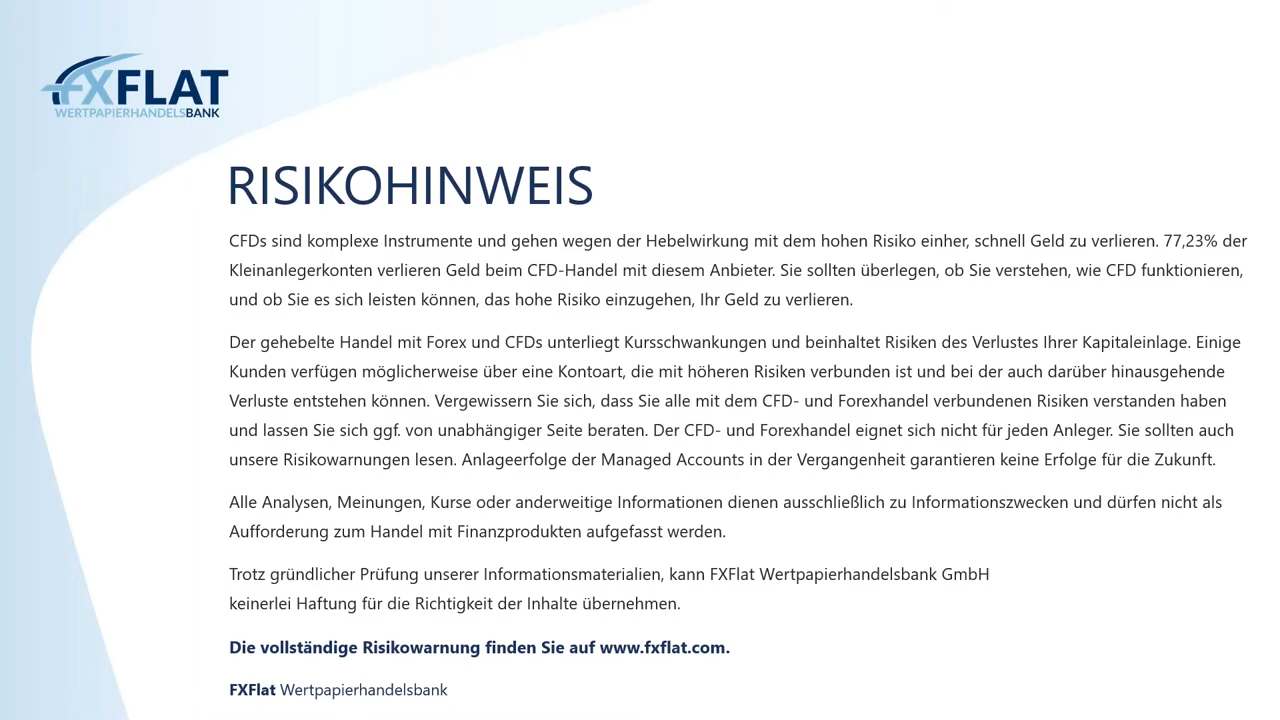 FXFLAT
WERTPAPIERHANDELSBANK
RISIKOHINWEIS
CFDs sind komplexe Instrumente und gehen wegen der Hebelwirkung mit dem hohen Risiko einher, schnell Geld zu verlieren. 77,23% der
Kleinanlegerkonten verlieren Geld beim CFD-Handel mit diesem Anbieter. Sie sollten überlegen, ob Sie verstehen, wie CFD funktionieren,
und ob Sie es sich leisten können, das hohe Risiko einzugehen, Ihr Geld zu verlieren.
Der gehebelte Handel mit Forex und CFDs unterliegt Kursschwankungen und beinhaltet Risiken des Verlustes Ihrer Kapitaleinlage. Einige
Kunden verfügen möglicherweise über eine Kontoart, die mit höheren Risiken verbunden ist und bei der auch darüber hinausgehende
Verluste entstehen können. Vergewissern Sie sich, dass Sie alle mit dem CFD- und Forexhandel verbundenen Risiken verstanden haben
und lassen Sie sich ggf. von unabhängiger Seite beraten. Der CFD- und Forexhandel eignet sich nicht für jeden Anleger. Sie sollten auch
unsere Risikowarnungen lesen. Anlageerfolge der Managed Accounts in der Vergangenheit garantieren keine Erfolge für die Zukunft.
Alle Analysen, Meinungen, Kurse oder anderweitige Informationen dienen ausschließlich zu Informationszwecken und dürfen nicht als
Aufforderung zum Handel mit Finanzprodukten aufgefasst werden.
Trotz gründlicher Prüfung unserer Informationsmaterialien, kann FXFlat Wertpapierhandelsbank GmbH
keinerlei Haftung für die Richtigkeit der Inhalte übernehmen.
Die vollständige Risikowarnung finden Sie auf www.fxflat.com.
FXFlat Wertpapierhandelsbank